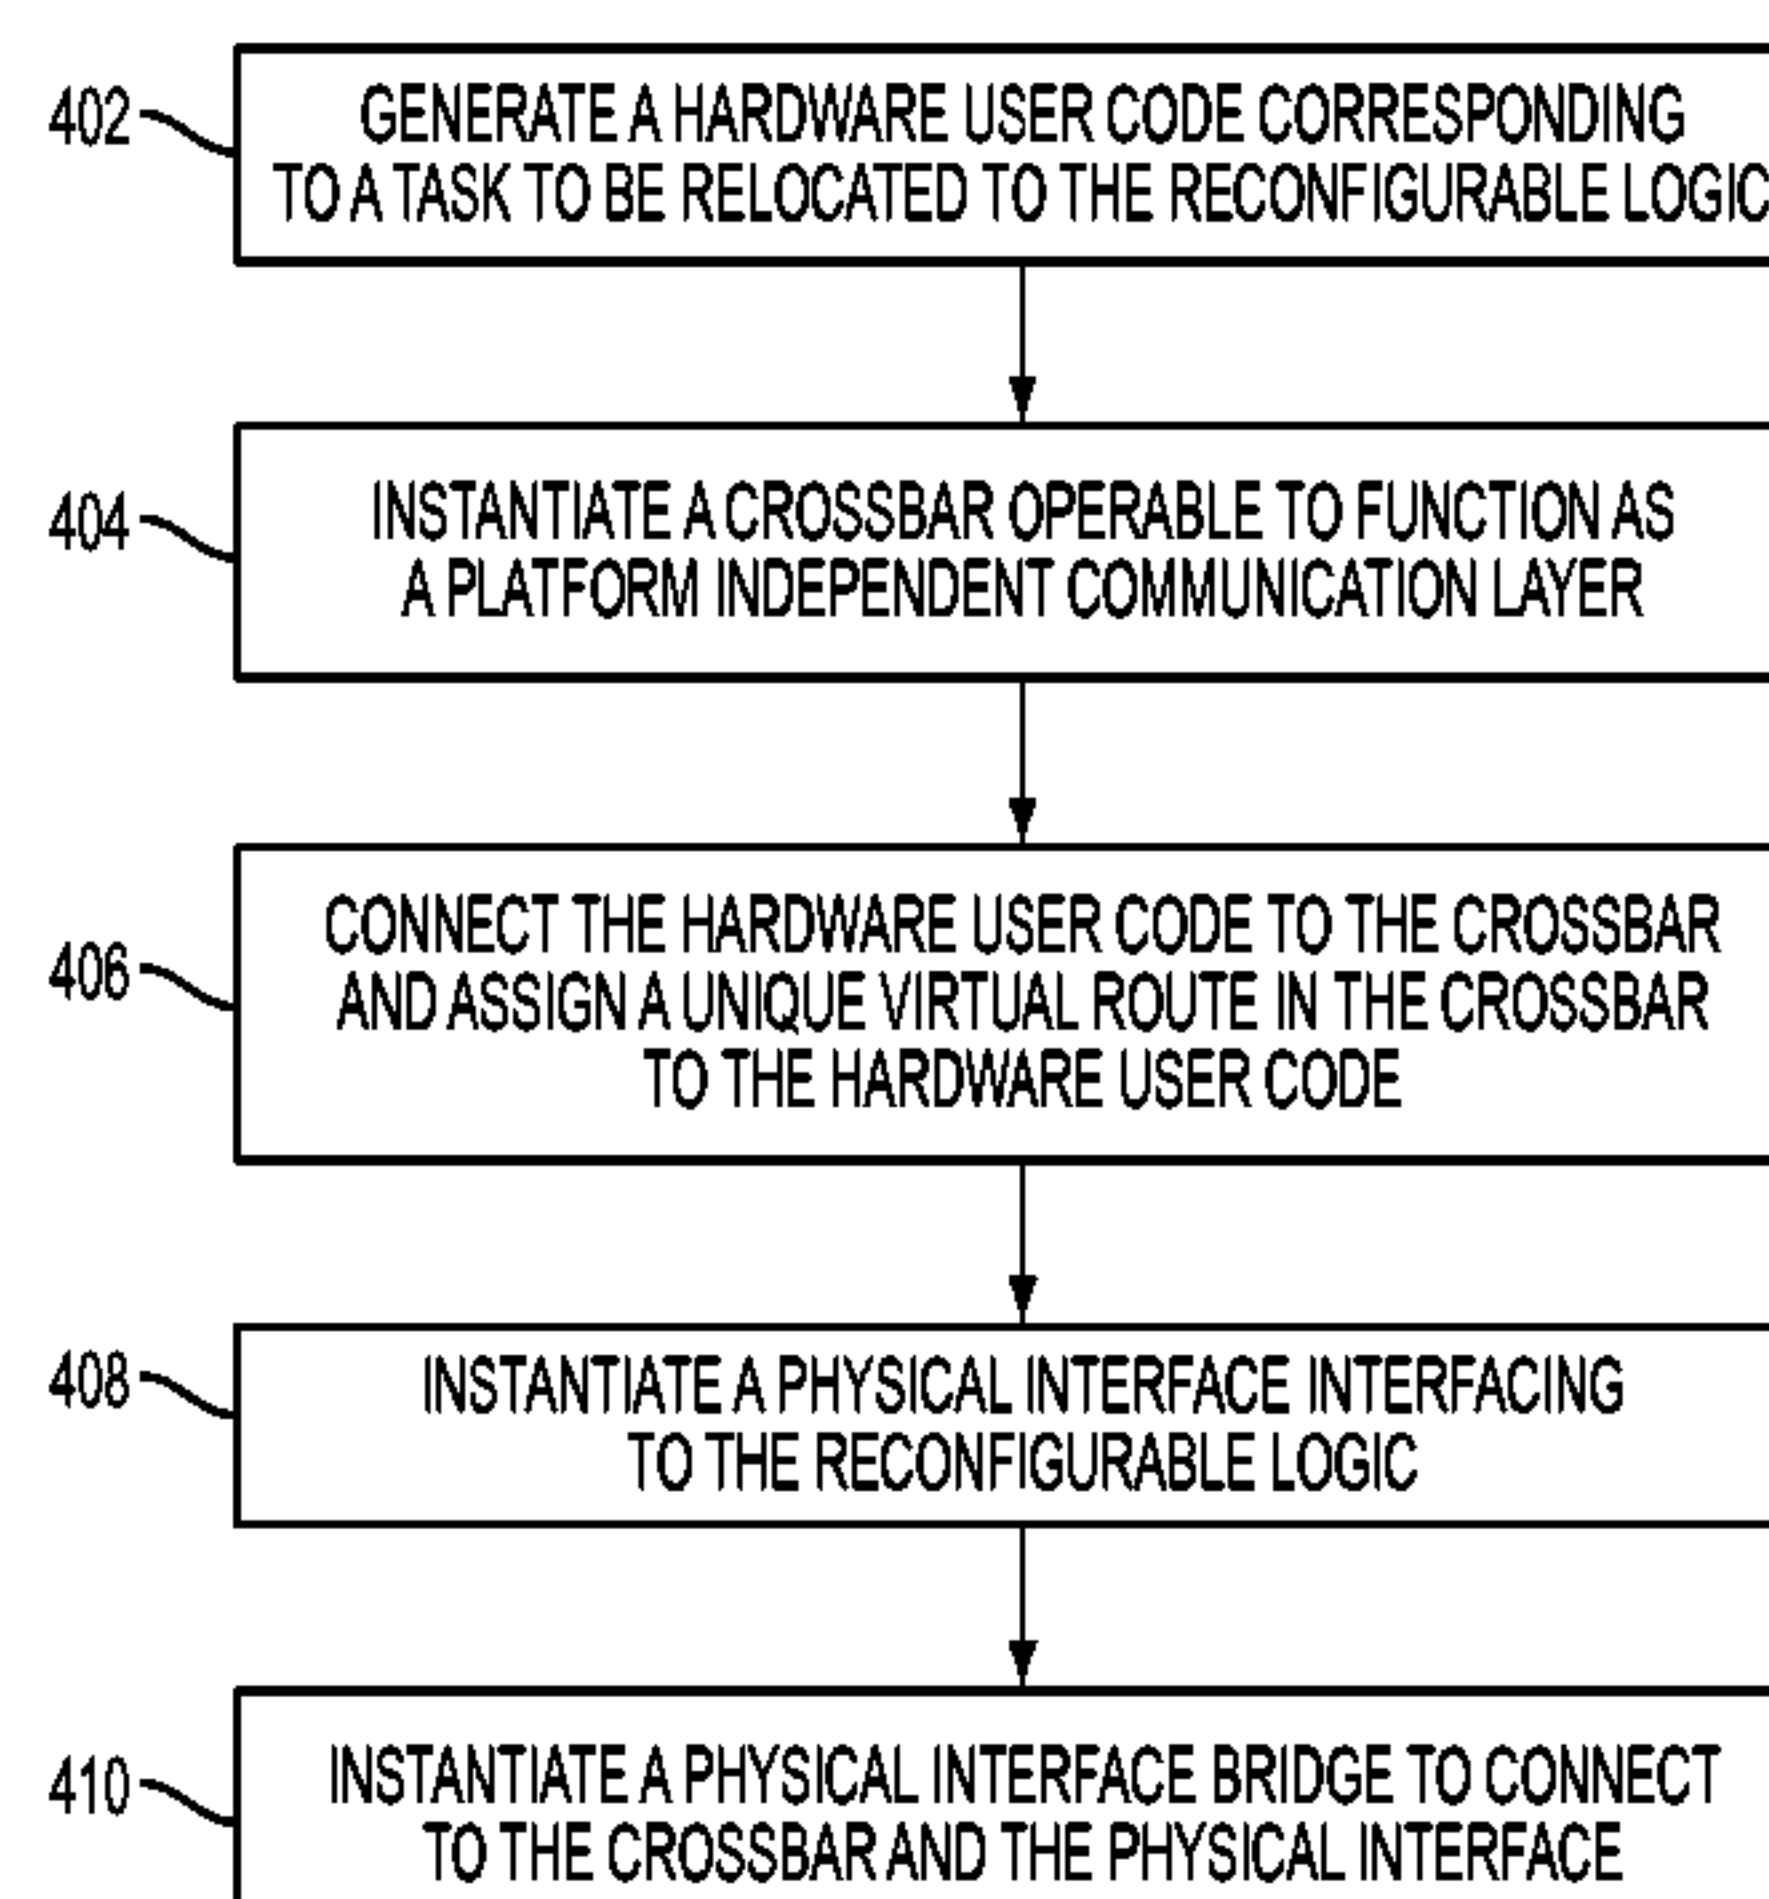 402
GENERATE A HARDWARE USER CODE CORRESPONDING
TO A TASK TO BE RELOCATED TO THE RECONFIGURABLE LOGIC
404
INSTANTIATE A CROSSBAR OPERABLE TO FUNCTION AS
A PLATFORM INDEPENDENT COMMUNICATION LAYER
406
CONNECT THE HARDWARE USER CODE TO THE CROSSBAR
AND ASSIGN A UNIQUE VIRTUAL ROUTE IN THE CROSSBAR
TO THE HARDWARE USER CODE
408
INSTANTIATE A PHYSICAL INTERFACE INTERFACING
TO THE RECONFIGURABLE LOGIC
410
INSTANTIATE A PHYSICAL INTERFACE BRIDGE TO CONNECT
TO THE CROSSBAR AND THE PHYSICAL INTERFACE